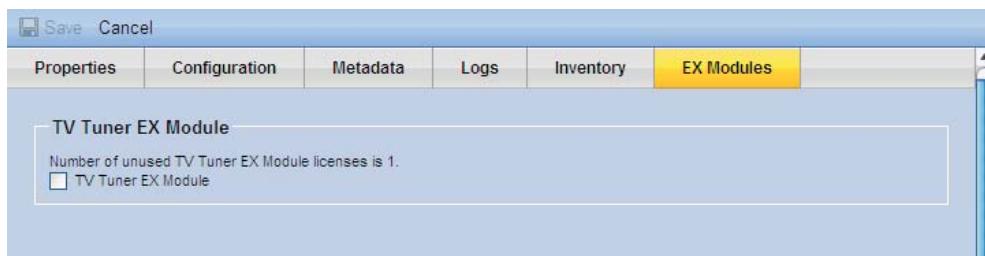 Save Cancel
Properties Configuration Metadata Logs Inventory EX Modules
TV Tuner EX Module
Number of unused TV Tuner EX Module licenses is 1.
TV Tuner EX Module